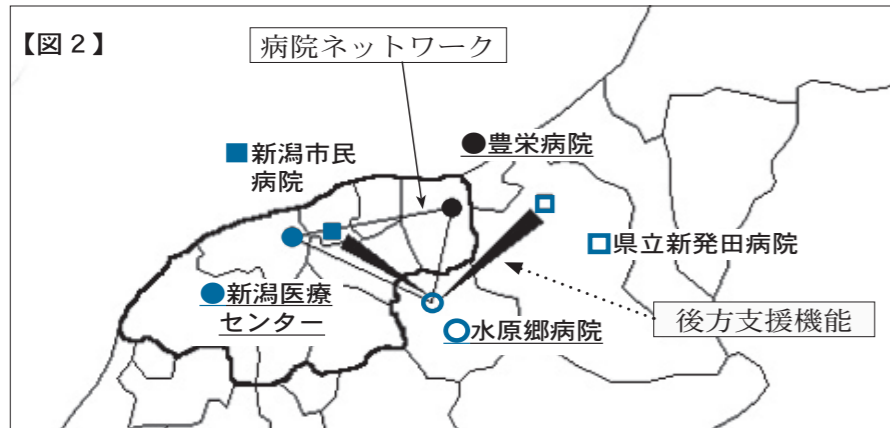 【図2】
病院ネットワーク
●豊栄病院
■新潟市民
病院
□県立新発田病院
●新潟医療
センター
後方支援機能
○水原郷病院